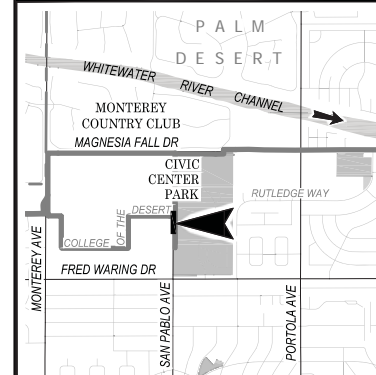 PALM
DESERT
WHITEWATER RIVER CHANNEL
MONTEREY
COUNTRY CLUB
MAGNESIA FALL DR
CIVIC
CENTER
PARK
RUTLEDGE WAY
DESERT
OF THE
COLLEGE
FRED WARING DR
MONTEREY AVE
SAN PABLO AVE
PORTOLA AVE